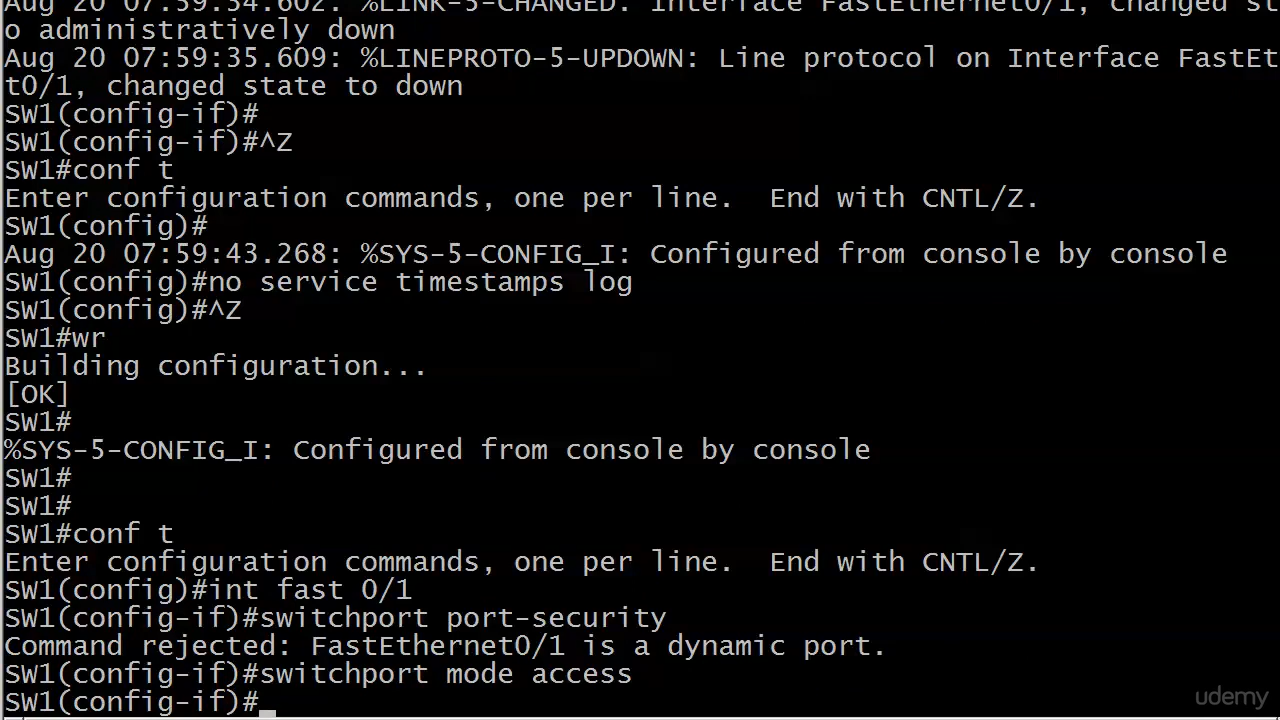 Aug 20 07:59:34.602: %LINK-5-CHANGED: Interface FastEthernet0/1, changed st
o administratively down
Aug 20 07:59:35.609: %LINEPROTO-5-UPDOWN: Line protocol on Interface FastEt
t0/1, changed state to down
SW1(config-if)#
SW1(config-if)#^Z
SW1#conf t
Enter configuration commands, one per line.  End with CNTL/Z.
SW1(config)#
Aug 20 07:59:43.268: %SYS-5-CONFIG_I: Configured from console by console
SW1(config)#no service timestamps log
SW1(config)#^Z
SW1#wr
Building configuration...
[OK]
SW1#
%SYS-5-CONFIG_I: Configured from console by console
SW1#
SW1#
SW1#conf t
Enter configuration commands, one per line.  End with CNTL/Z.
SW1(config)#int fast 0/1
SW1(config-if)#switchport port-security
Command rejected: FastEthernet0/1 is a dynamic port.
SW1(config-if)#switchport mode access
SW1(config-if)#
udemy